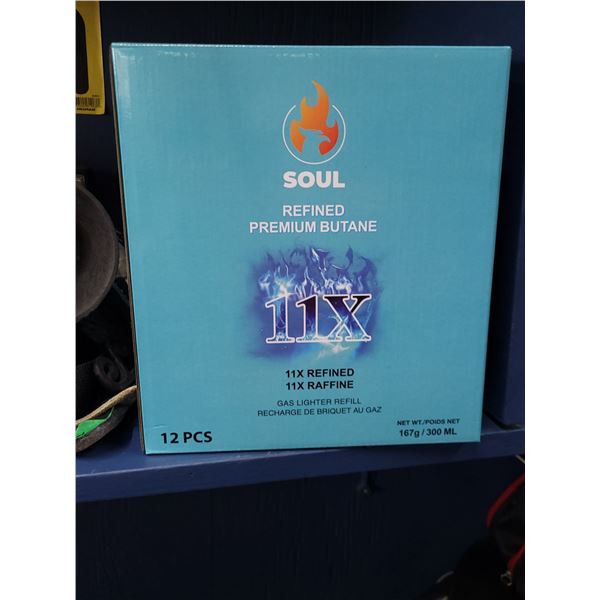 SOUL
REFINED
PREMIUM BUTANE
11X
11X REFINED
11X RAFFINE
GAS LIGHTER REFILL
RECHARGE DE BRIQUET AU GAZ
12 PCS
NET WT./POIDS NET
167g / 300 ML